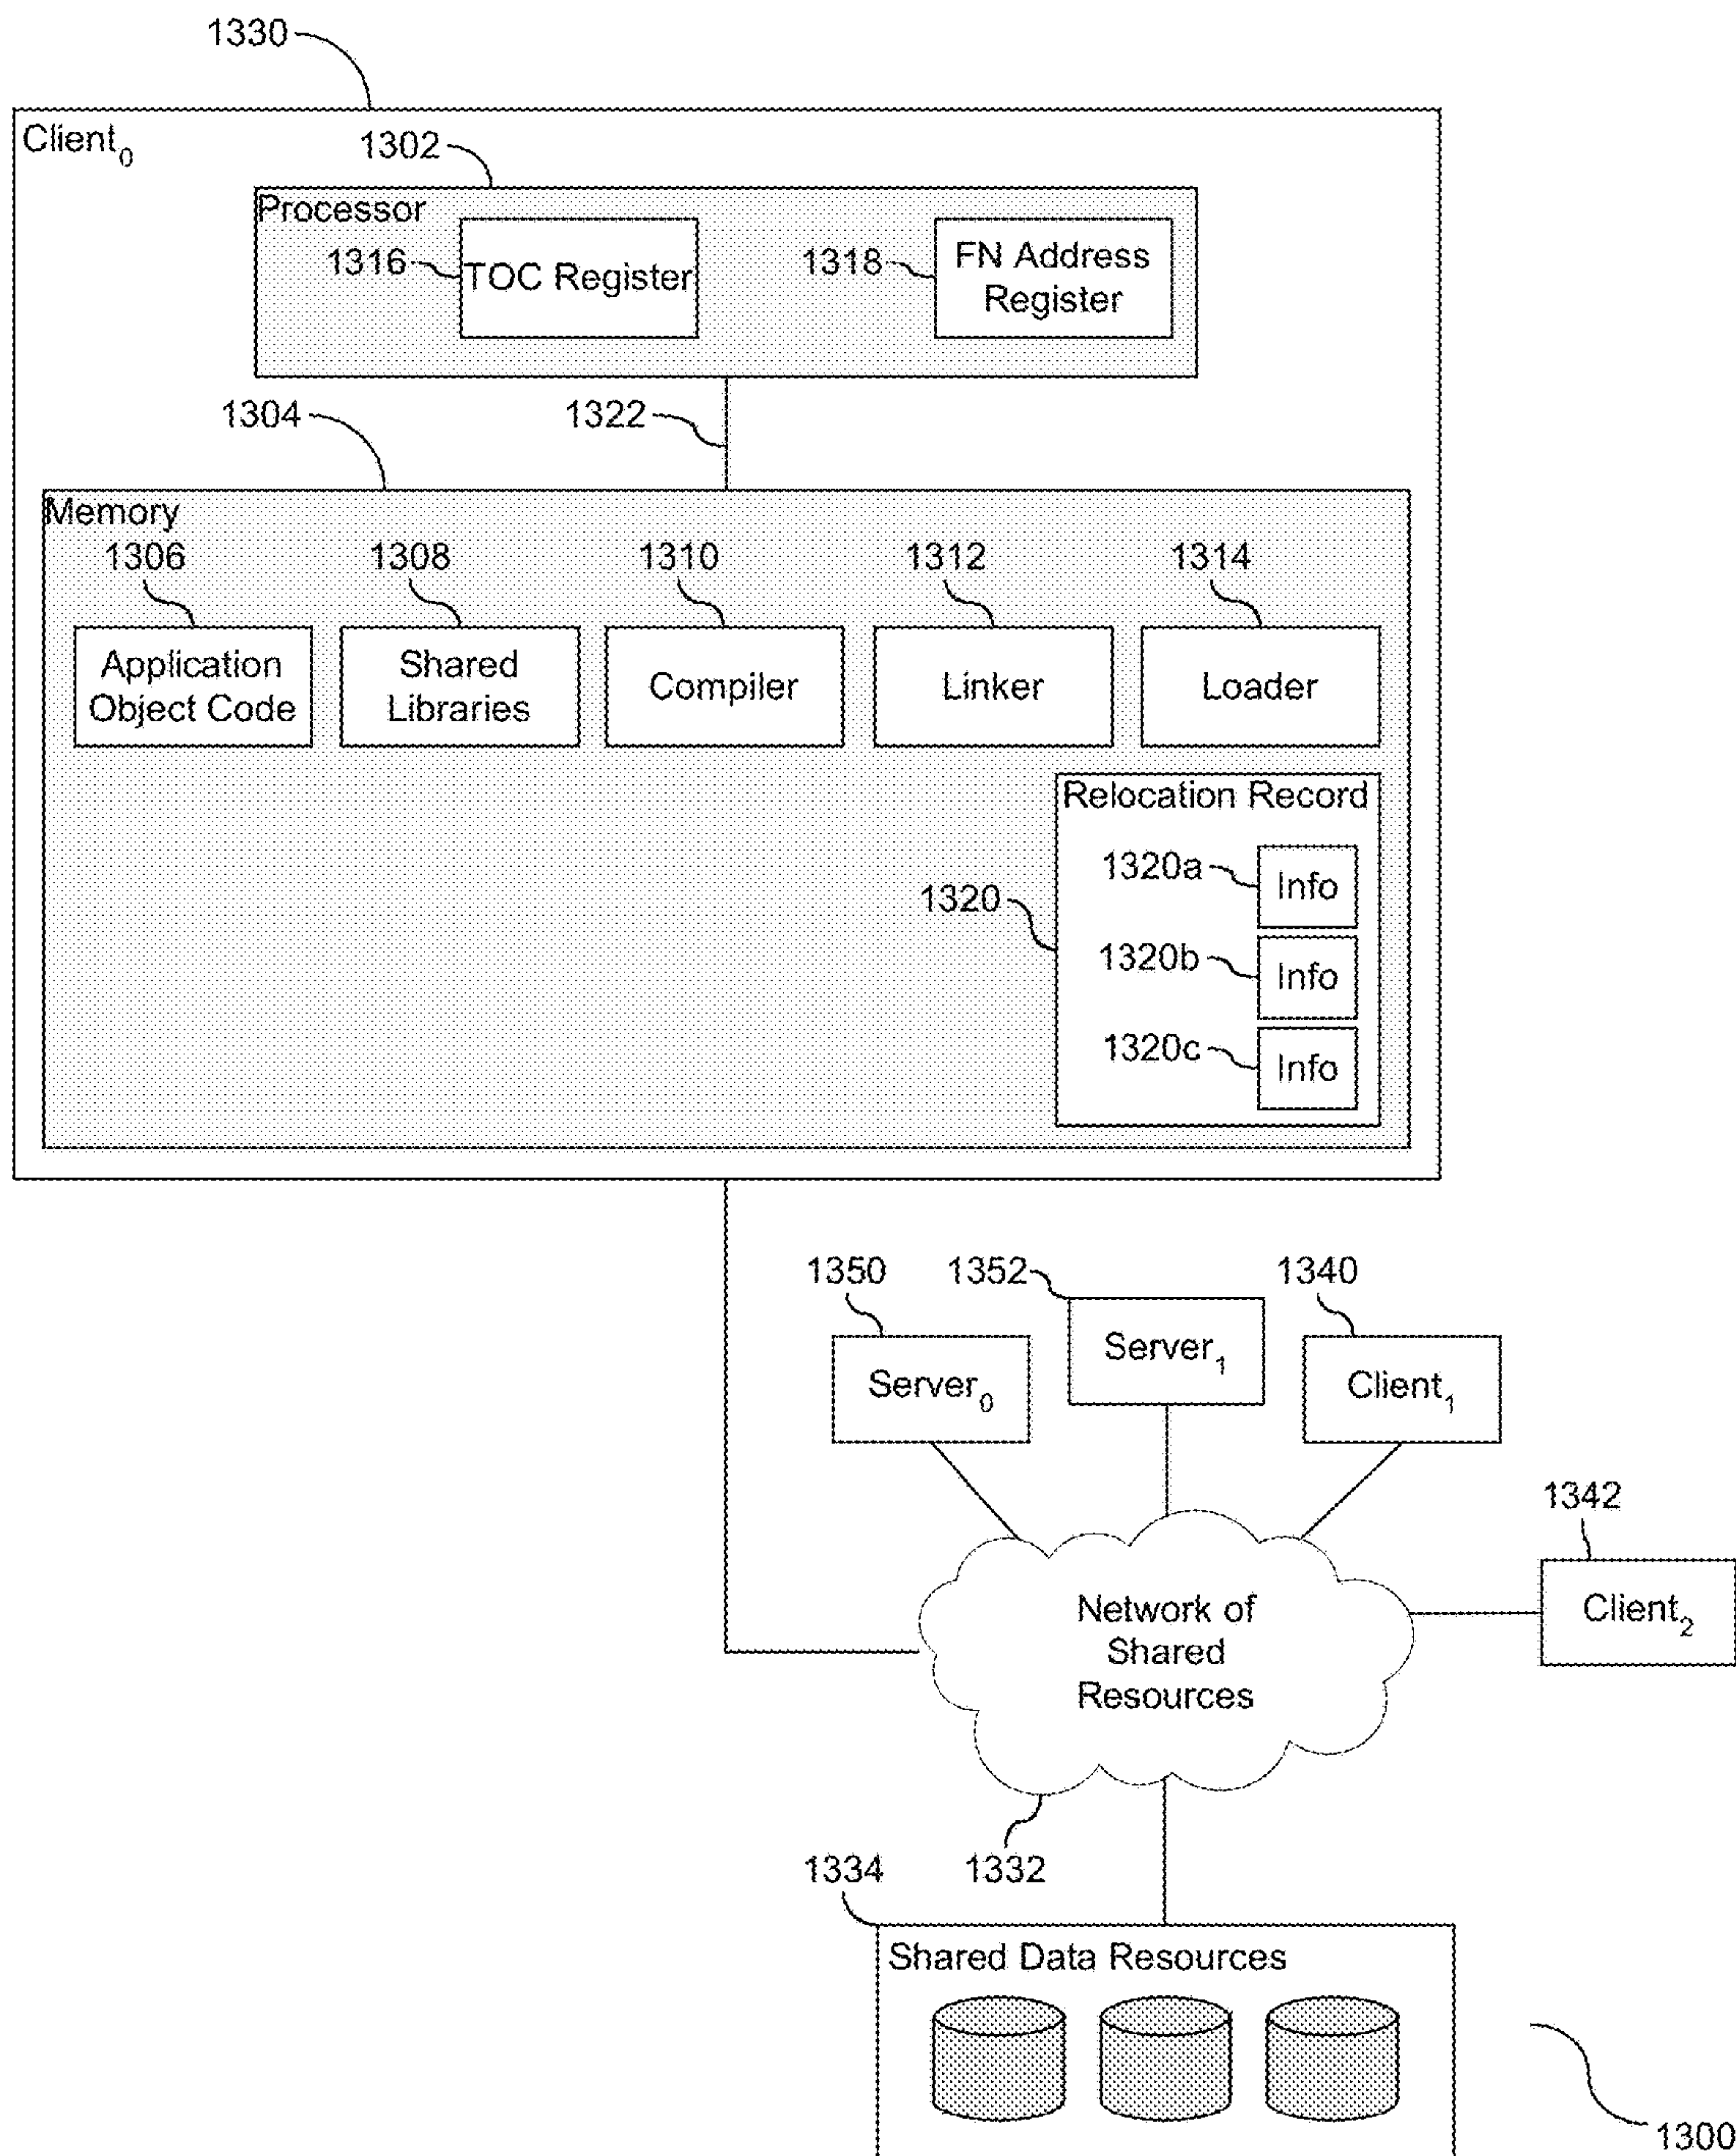 1330
Client0
1302
Processor
1316
TOC Register
1318
FN Address
Register
1304
1322
Memory
1306
1308
1310
1312
1314
Application
Object Code
Shared
Libraries
Compiler
Linker
Loader
Relocation Record
1320
1320a
Info
1320b
Info
1320c
Info
1350
1352
1340
Server0
Server1
Client1
1342
Client2
Network of
Shared
Resources
1332
1334
Shared Data Resources
1300